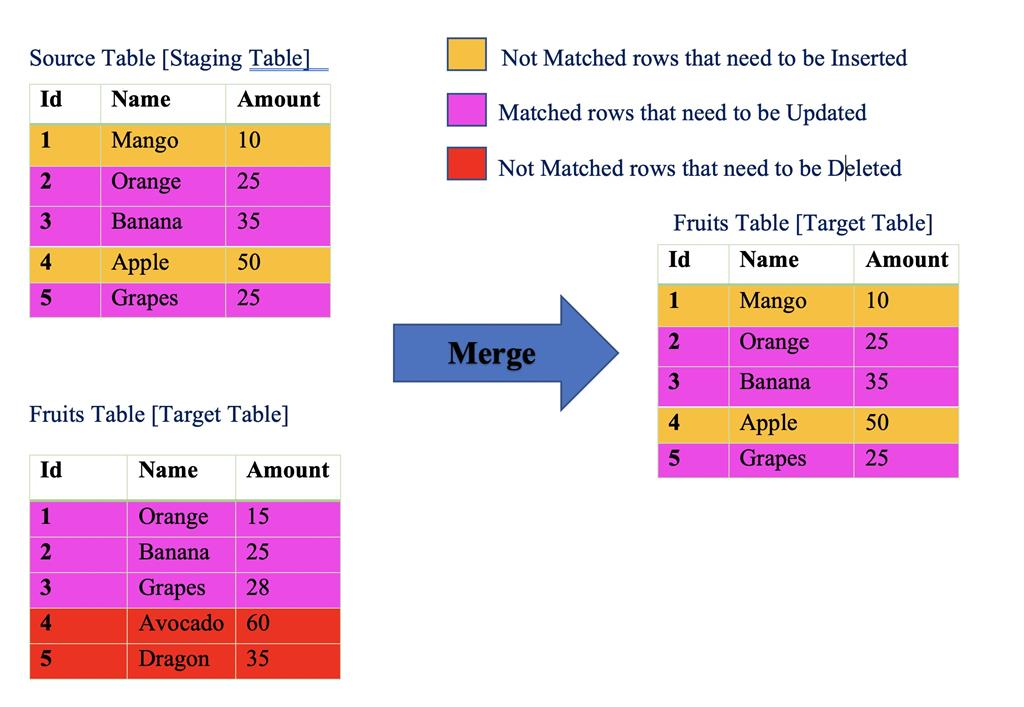 Source Table [Staging Table]
Id Name Amount
1 Mango 10
2 Orange 25
3 Banana 35
4 Apple 50
5 Grapes 25
Not Matched rows that need to be Inserted
Matched rows that need to be Updated
Not Matched rows that need to be Deleted
Merge
Fruits Table [Target Table]
Id Name Amount
1 Orange 15
2 Banana 25
3 Grapes 28
4 Avocado 60
5 Dragon 35
Fruits Table [Target Table]
Id Name Amount
1 Mango 10
2 Orange 25
3 Banana 35
4 Apple 50
5 Grapes 25